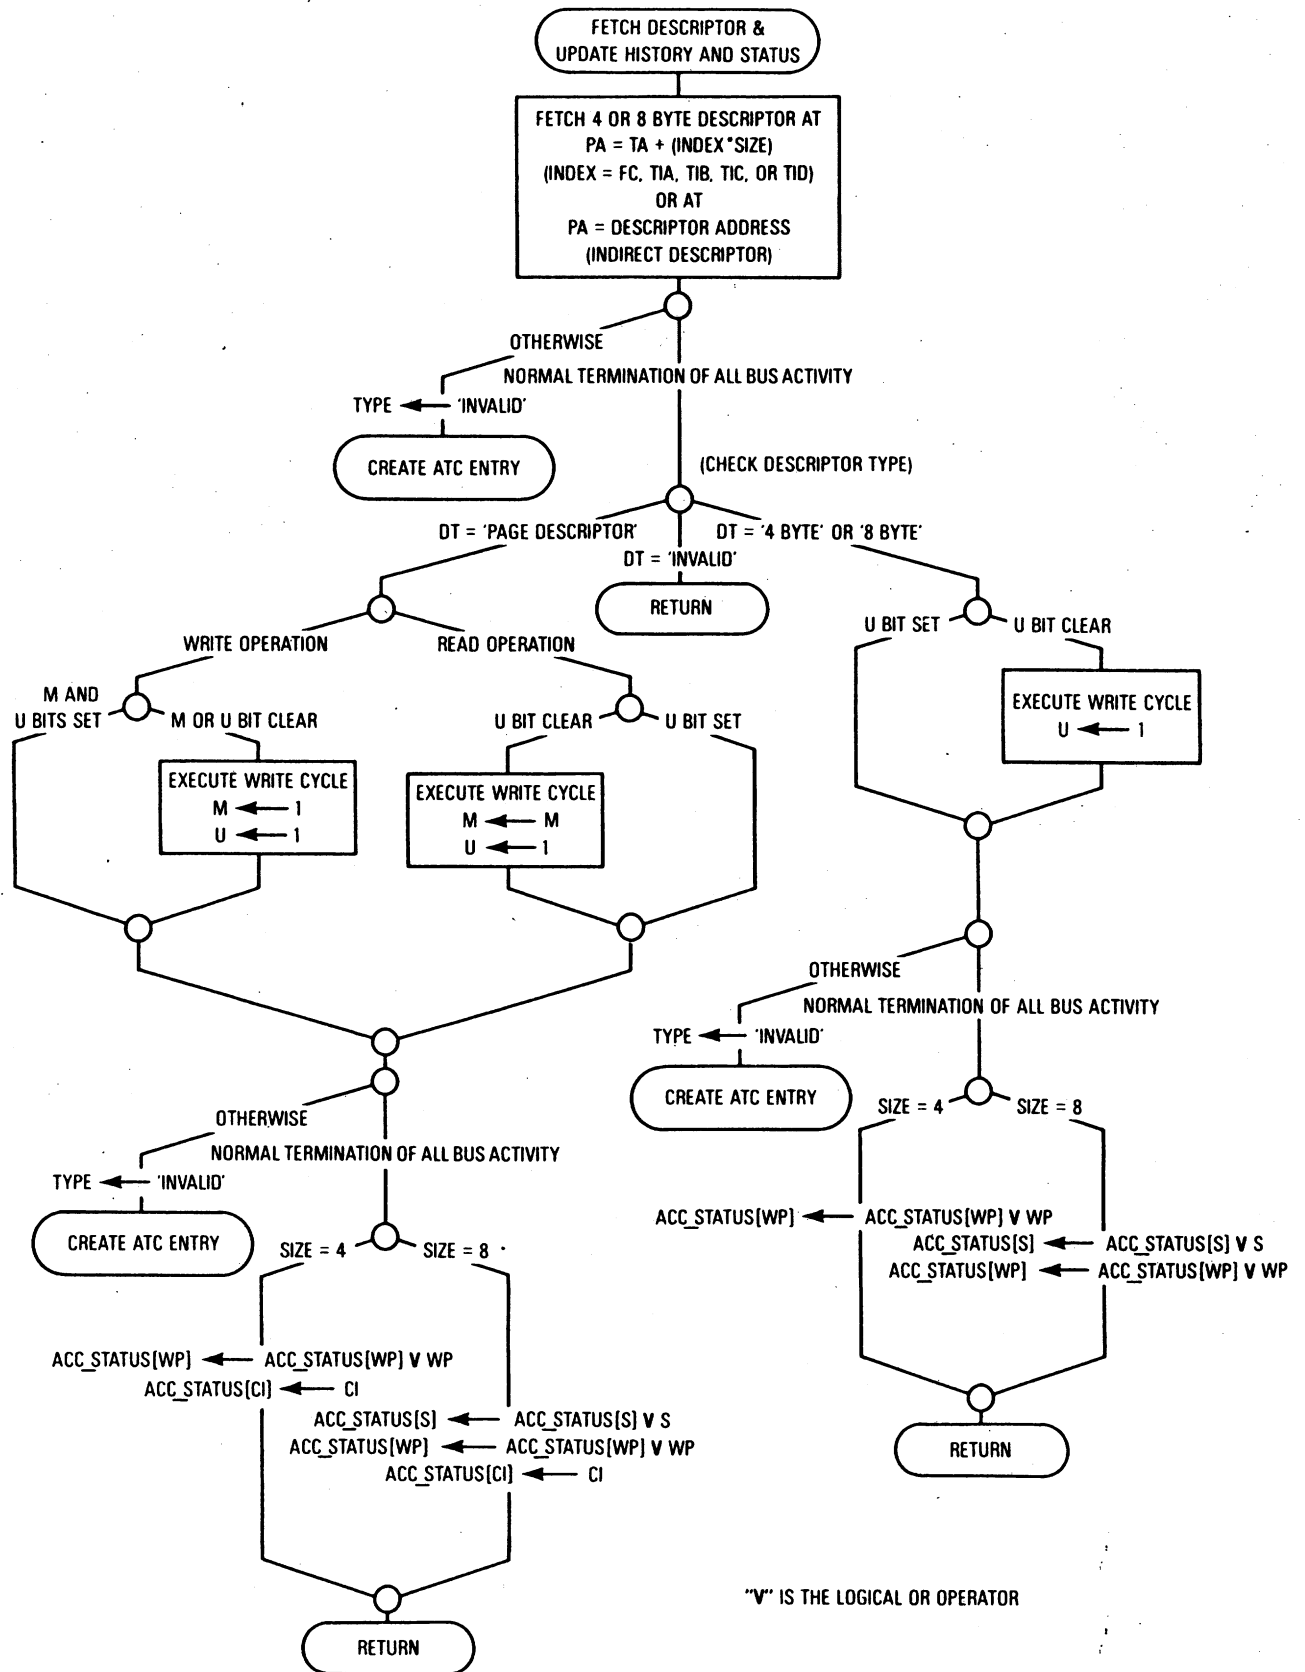 FETCH DESCRIPTOR &
UPDATE HISTORY AND STATUS
FETCH 4 OR 8 BYTE DESCRIPTOR AT
PA = TA + (INDEX*SIZE)
(INDEX = FC, TIA, TIB, TIC, OR TID)
OR AT
PA = DESCRIPTOR ADDRESS
(INDIRECT DESCRIPTOR)
OTHERWISE
NORMAL TERMINATION OF ALL BUS ACTIVITY
TYPE ← 'INVALID'
CREATE ATC ENTRY
(CHECK DESCRIPTOR TYPE)
DT = 'PAGE DESCRIPTOR'
DT = '4 BYTE' OR '8 BYTE'
DT = 'INVALID'
RETURN
WRITE OPERATION
READ OPERATION
M AND
U BITS SET
M OR U BIT CLEAR
EXECUTE WRITE CYCLE
M ← 1
U ← 1
U BIT CLEAR
U BIT SET
EXECUTE WRITE CYCLE
M ← M
U ← 1
U BIT SET
U BIT CLEAR
EXECUTE WRITE CYCLE
U ← 1
OTHERWISE
NORMAL TERMINATION OF ALL BUS ACTIVITY
TYPE ← 'INVALID'
CREATE ATC ENTRY
SIZE = 4
SIZE = 8
ACC_STATUS[WP] ← ACC_STATUS[WP] V WP
ACC_STATUS[S] ← ACC_STATUS[S] V S
ACC_STATUS[WP] ← ACC_STATUS[WP] V WP
RETURN
OTHERWISE
NORMAL TERMINATION OF ALL BUS ACTIVITY
TYPE ← 'INVALID'
CREATE ATC ENTRY
SIZE = 4
SIZE = 8
ACC_STATUS[WP] ← ACC_STATUS[WP] V WP
ACC_STATUS[CI] ← CI
ACC_STATUS[S] ← ACC_STATUS[S] V S
ACC_STATUS[WP] ← ACC_STATUS[WP] V WP
ACC_STATUS[CI] ← CI
RETURN
"V" IS THE LOGICAL OR OPERATOR